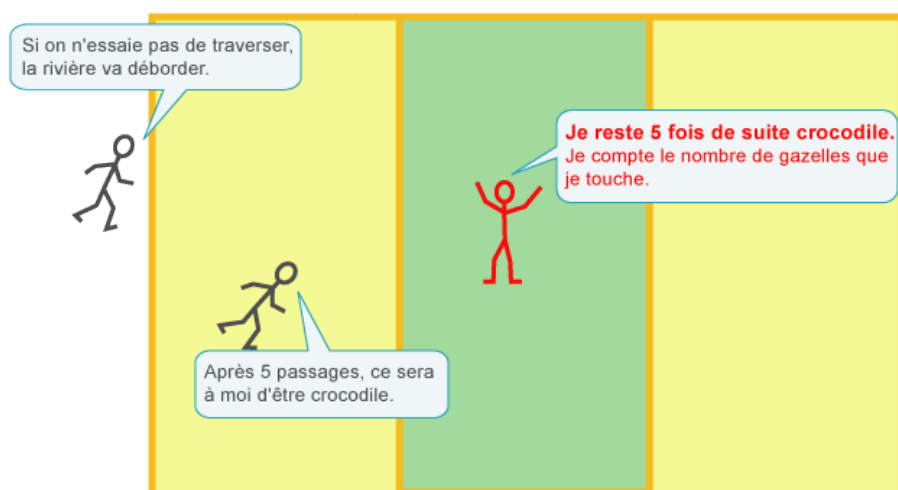 Si on n'essaie pas de traverser,
la rivière va déborder.
Je reste 5 fois de suite crocodile.
Je compte le nombre de gazelles que
je touche.
Après 5 passages, ce sera
à moi d'être crocodile.